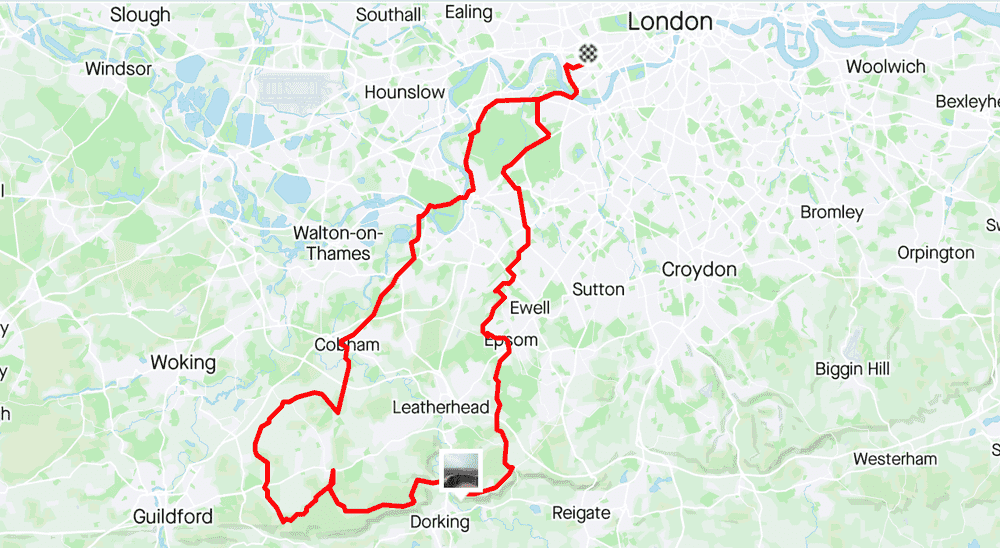 Slough
Southall
Ealing
London
Windsor
Hounslow
Woolwich
Bexleyhe
Bromley
Walton-on-
Thames
Orpington
Croydon
Sutton
Ewell
Cobham
Epsom
Woking
Biggin Hill
Leatherhead
Westerham
Guildford
Dorking
Reigate